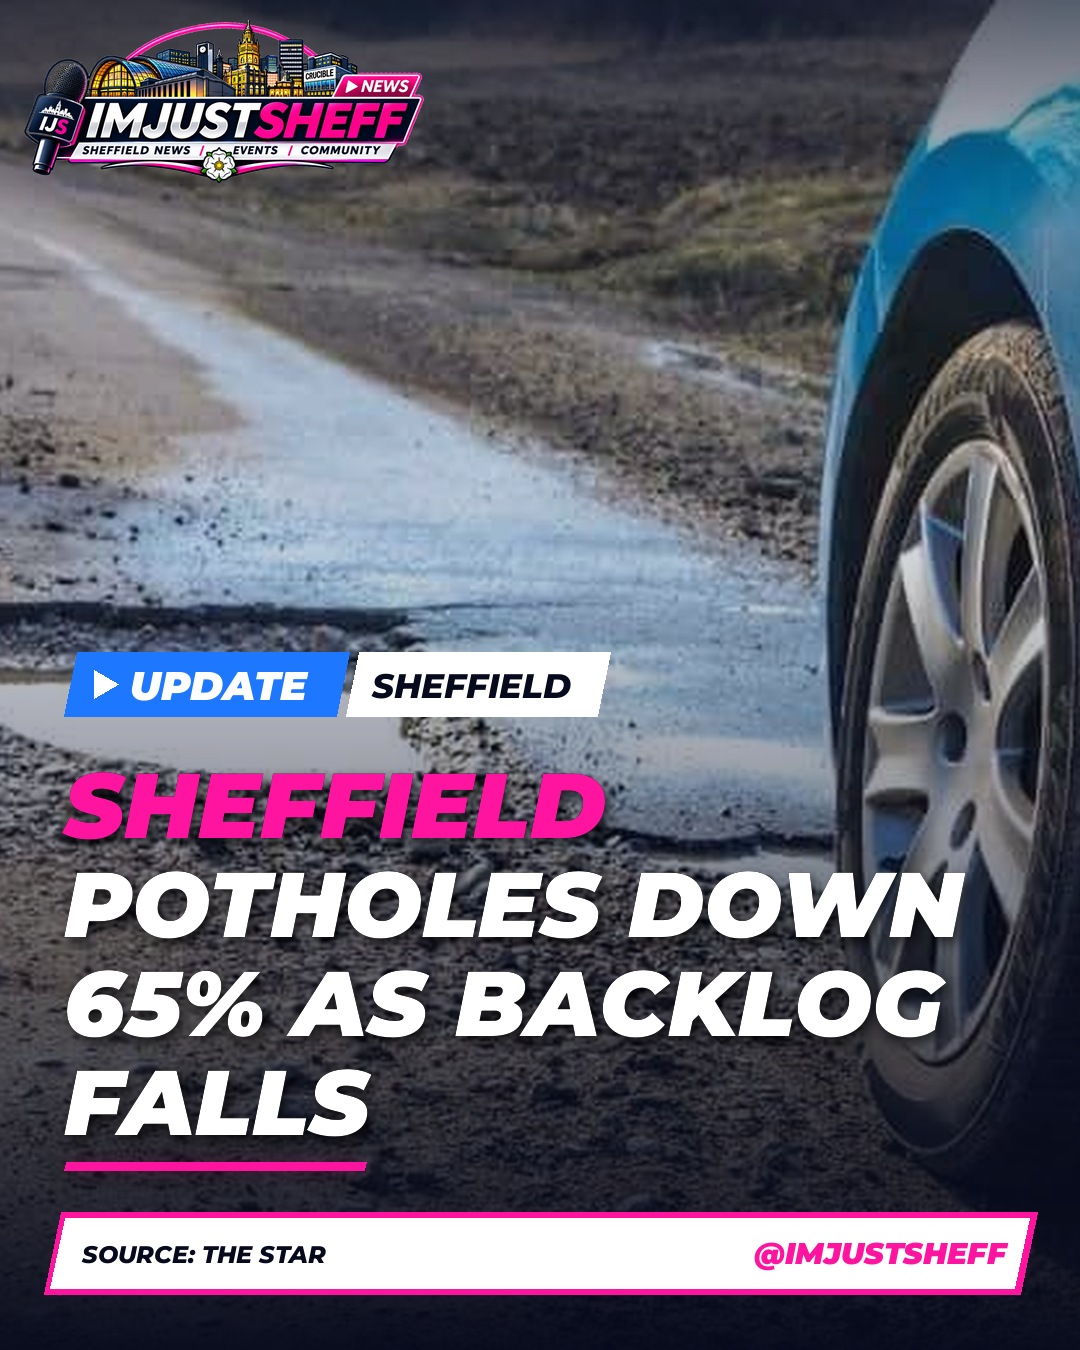 CRUCIBLE
NEWS
IJS
IMJUSTSHEFF
SHEFFIELD NEWS / EVENTS / COMMUNITY
UPDATE
SHEFFIELD
SHEFFIELD
POTHOLES DOWN
65% AS BACKLOG
FALLS
SOURCE: THE STAR
@IMJUSTSHEFF